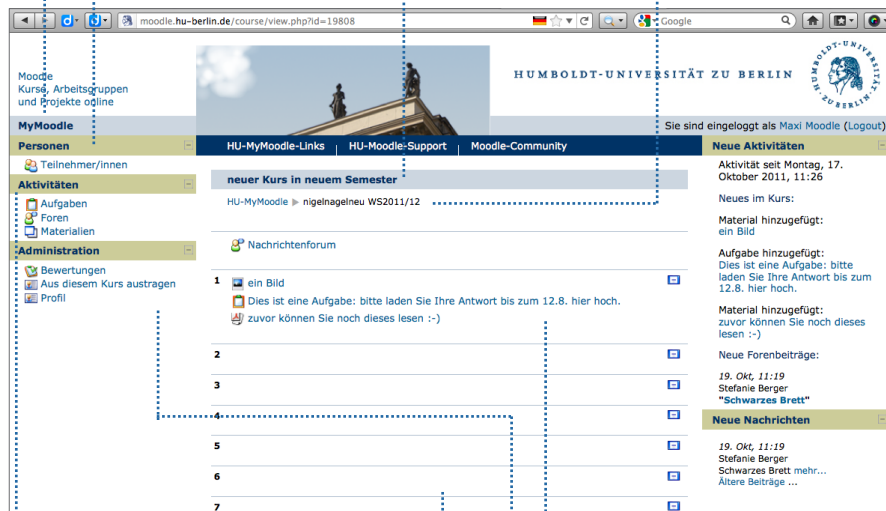 moodle.hu-berlin.de/course/view.php?id=19808
Google
Moodle
Kurse, Arbeitsgruppen
und Projekte online
HUMBOLDT-UNIVERSITÄT ZU BERLIN
HUMBOLDT-UNIVERSITÄT · ZU BERLIN ·
MyMoodle
Sie sind eingeloggt als Maxi Moodle (Logout)
Personen
Teilnehmer/innen
Aktivitäten
Aufgaben
Foren
Materialien
Administration
Bewertungen
Aus diesem Kurs austragen
Profil
HU-MyMoodle-Links
HU-Moodle-Support
Moodle-Community
neuer Kurs in neuem Semester
HU-MyMoodle ▶ nigelnagelneu WS2011/12
Nachrichtenforum
1
ein Bild
Dies ist eine Aufgabe: bitte laden Sie Ihre Antwort bis zum 12.8. hier hoch.
zuvor können Sie noch dieses lesen :-)
2
3
4
5
6
7
Neue Aktivitäten
Aktivität seit Montag, 17.
Oktober 2011, 11:26
Neues im Kurs:
Material hinzugefügt:
ein Bild
Aufgabe hinzugefügt:
Dies ist eine Aufgabe: bitte
laden Sie Ihre Antwort bis zum
12.8. hier hoch.
Material hinzugefügt:
zuvor können Sie noch dieses
lesen :-)
Neue Forenbeiträge:
19. Okt, 11:19
Stefanie Berger
"Schwarzes Brett"
Neue Nachrichten
19. Okt, 11:19
Stefanie Berger
Schwarzes Brett mehr...
Ältere Beiträge ...